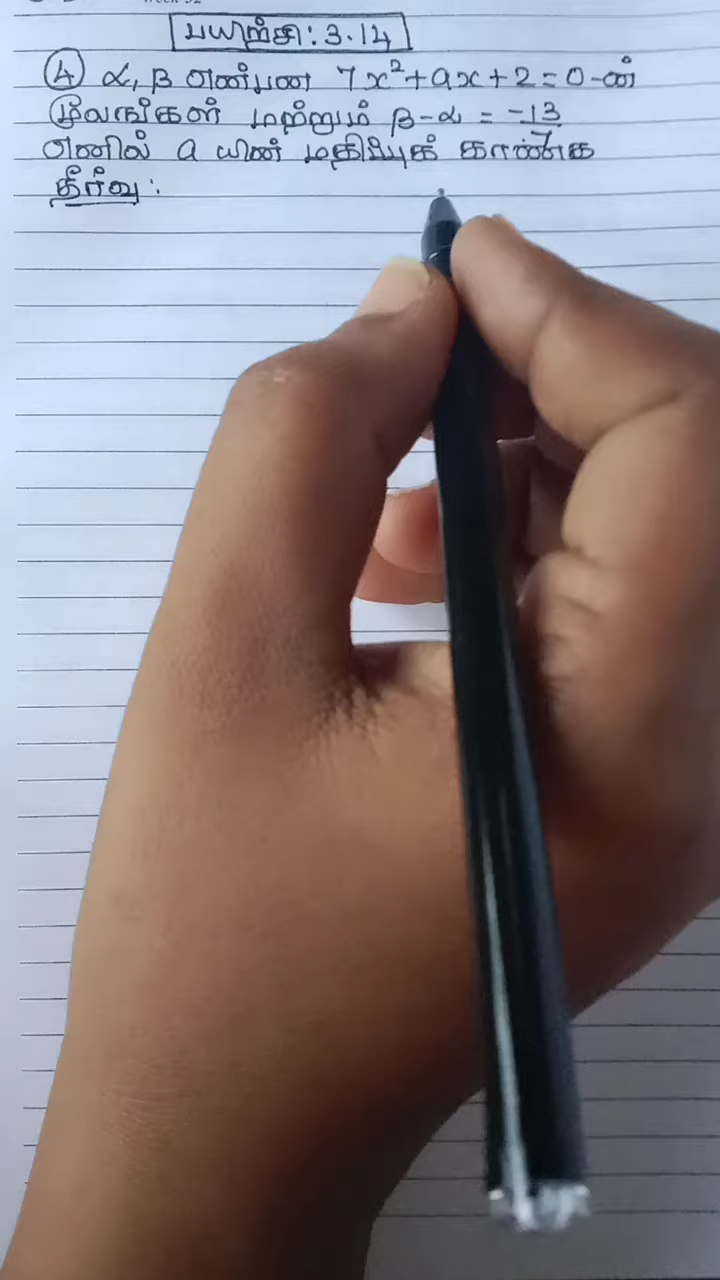 பயிற்சி: 3.14
④ α, β என்பன 7x²+ax+2=0-ன்
மூலங்கள் மற்றும் β-α = -13/7
எனில் a யின் மதிப்புக் காண்க
தீர்வு: